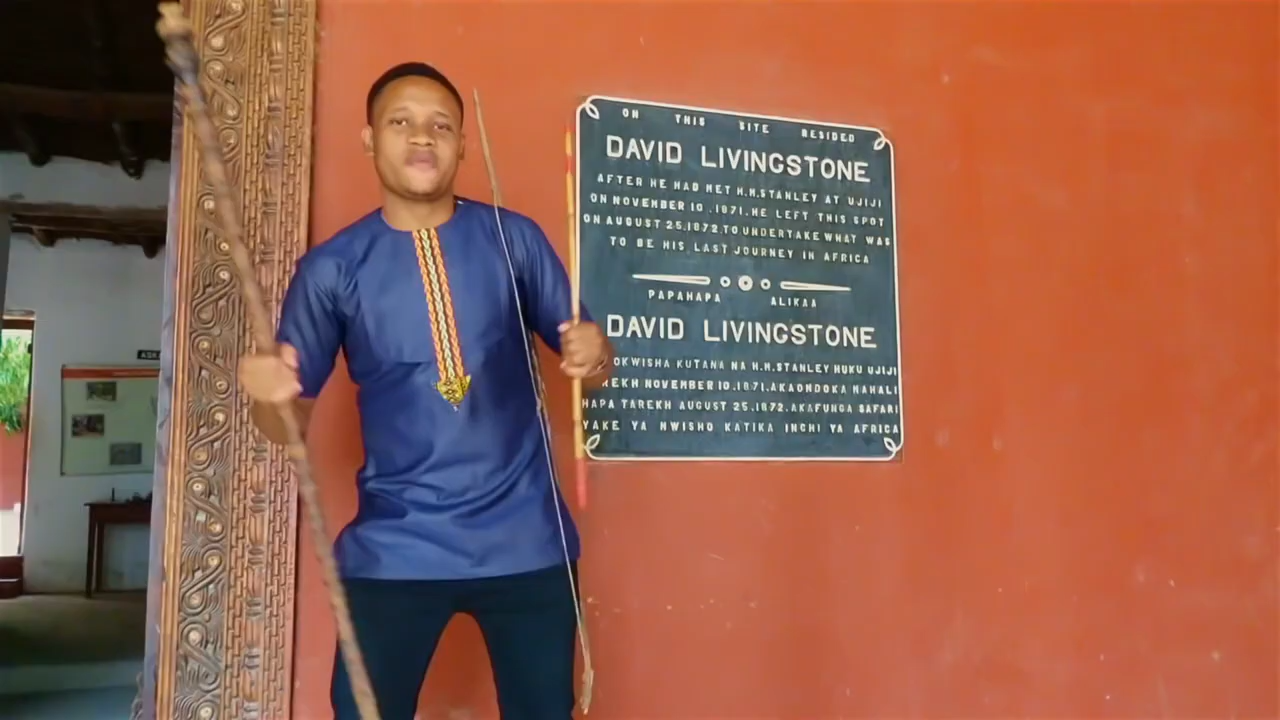 ON THIS SITE RESIDED
DAVID LIVINGSTONE
AFTER HE HAD MET H.M.STANLEY AT UJIJI
ON NOVEMBER 10.1871.HE LEFT THIS SPOT
ON AUGUST 25.1872.TO UNDERTAKE WHAT WAS
TO BE HIS LAST JOURNEY IN AFRICA
PAPAHAPA ALIKAA
DAVID LIVINGSTONE
OKWISHA KUTANA NA H.M.STANLEY HUKU UJIJI
REKH NOVEMBER 10.1871.AKAONDOKA MAHALI
HAPA TAREKH AUGUST 25.1872.AKAFUNGA SAFARI
YAKE YA MWISHO KATIKA INCHI YA AFRICA